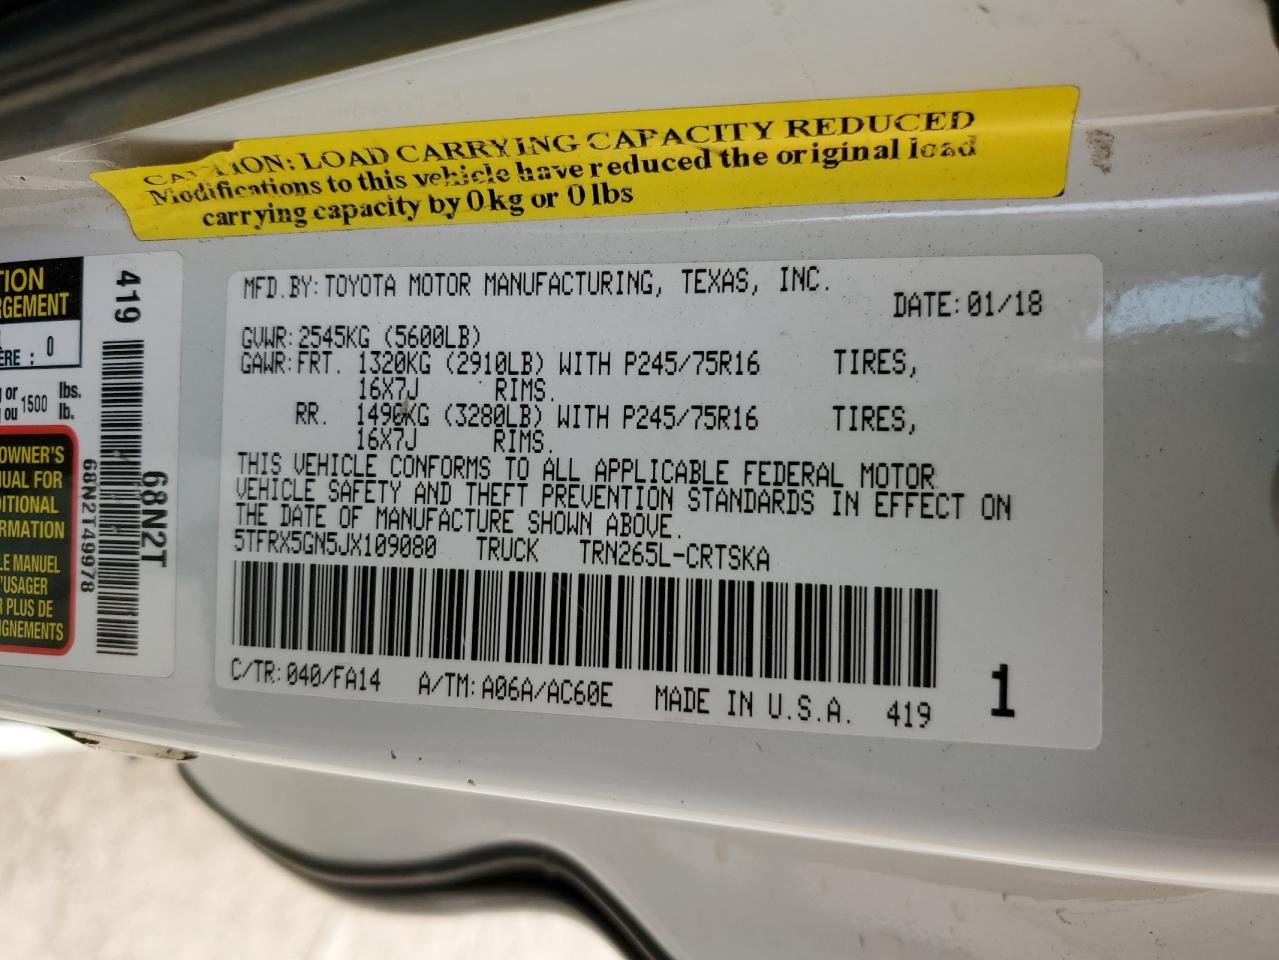 ION: LOAD CARRYING CAPACITY REDUCED
Modifications to this vehicle have reduced the original load
carrying capacity by 0 kg or 0 lbs
MFD. BY: TOYOTA MOTOR MANUFACTURING, TEXAS, INC.
DATE: 01/18
GVWR: 2545KG (5600LB)
GAWR: FRT. 1320KG (2910LB) WITH P245/75R16 TIRES,
16X7J RIMS.
RR. 1490KG (3280LB) WITH P245/75R16 TIRES,
16X7J RIMS.
THIS VEHICLE CONFORMS TO ALL APPLICABLE FEDERAL MOTOR
VEHICLE SAFETY AND THEFT PREVENTION STANDARDS IN EFFECT ON
THE DATE OF MANUFACTURE SHOWN ABOVE.
5TFRX5GN5JX109080 TRUCK TRN265L-CRTSKA
C/TR: 040/FA14 A/TM: A06A/AC60E MADE IN U.S.A. 419
1
TION
RGEMENT
ÈRE : 0
or lbs.
ou 1500 lb.
OWNER'S
UAL FOR
DITIONAL
RMATION
LE MANUEL
'USAGER
R PLUS DE
IGNEMENTS
419
68N2T49978
68N2T